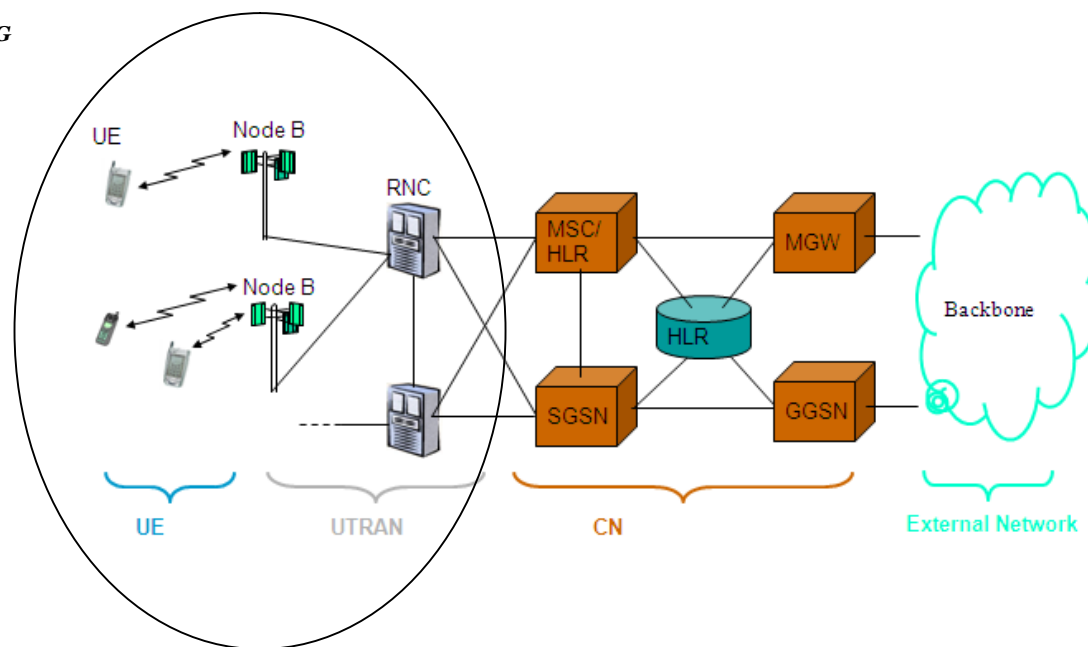 G
UE
Node B
RNC
MSC/
HLR
MGW
Node B
HLR
Backbone
SGSN
GGSN
UE
UTRAN
CN
External Network